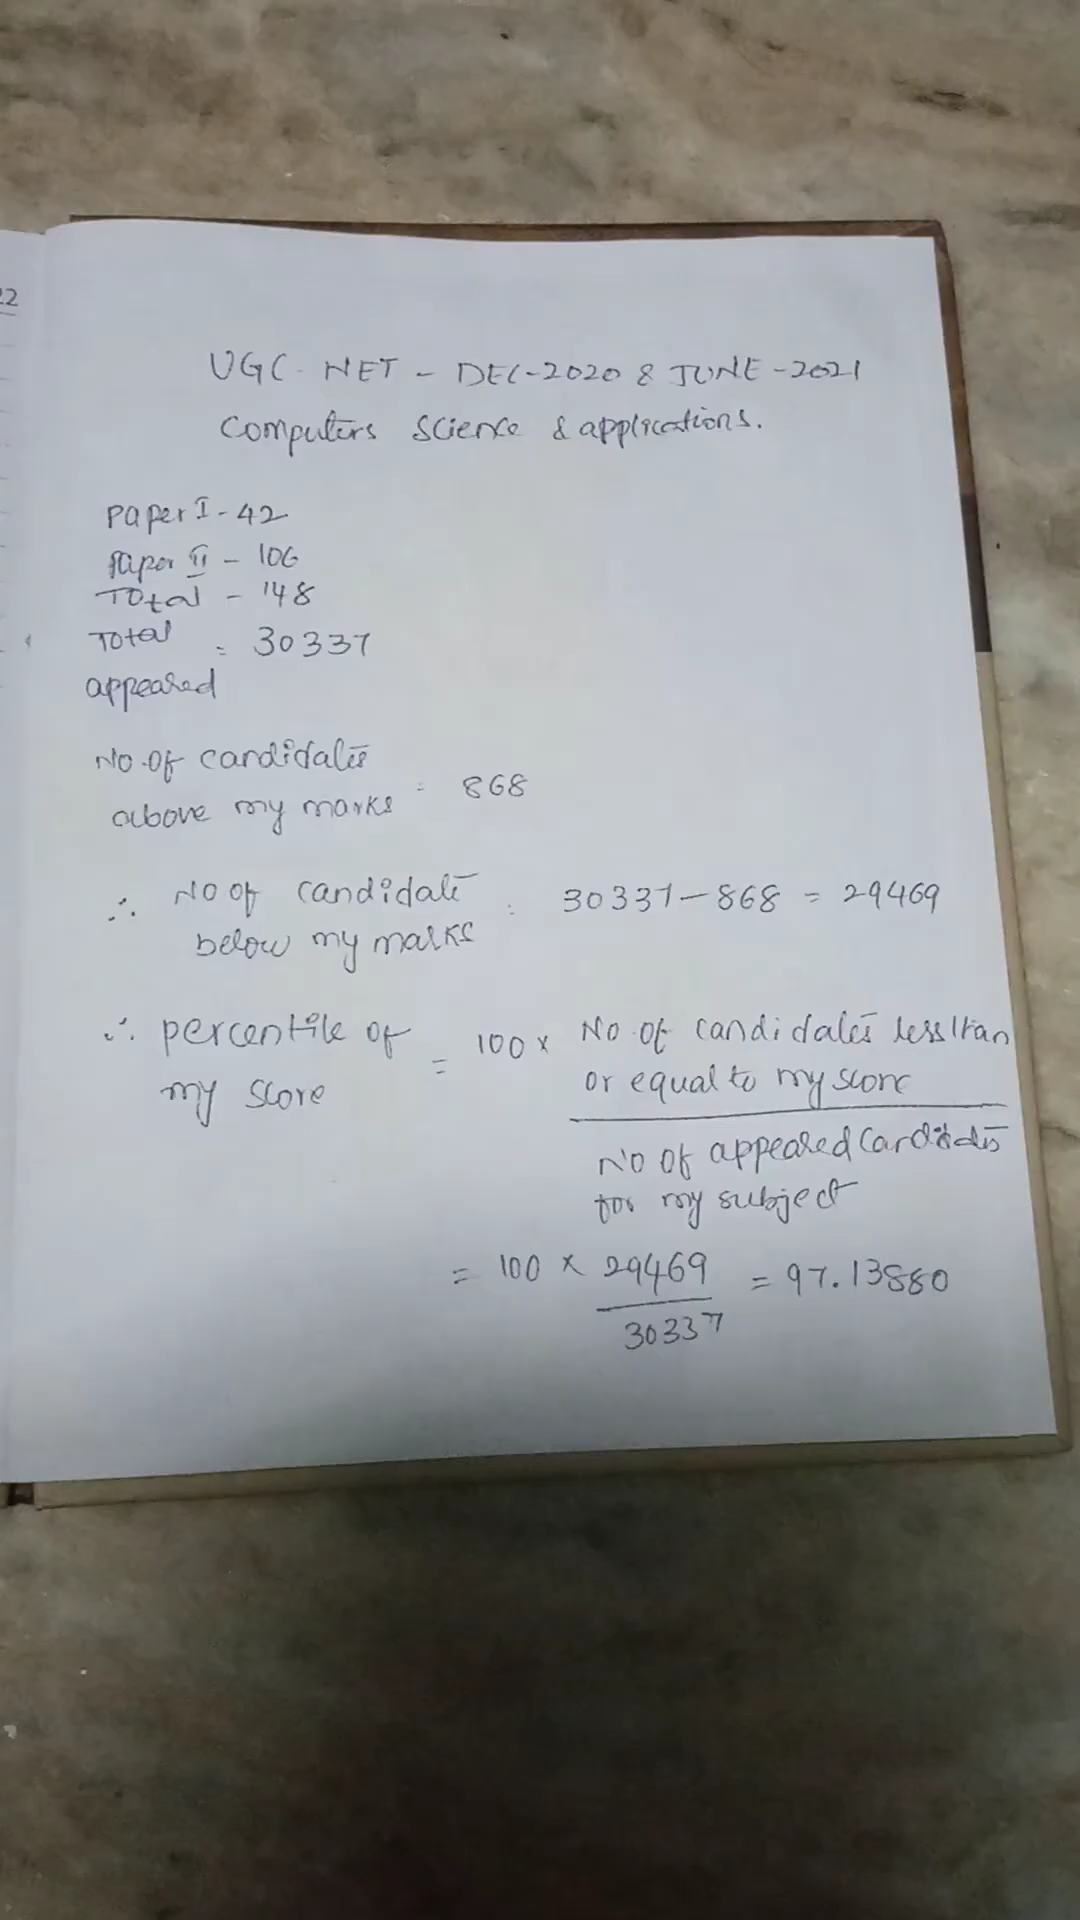 22
UGC - NET - DEC-2020 & JUNE-2021
Computers Science & applications.
Paper I - 42
Paper II - 106
Total - 148
Total = 30337
appeared
No. of candidates
above my marks = 868
∴ No of candidate
below my marks : 30337-868 = 29469
∴ percentile of my score = 100 × No. of candidates less than
or equal to my score
No of appeared candidates
for my subject
= 100 × 29469 = 97.13880
30337